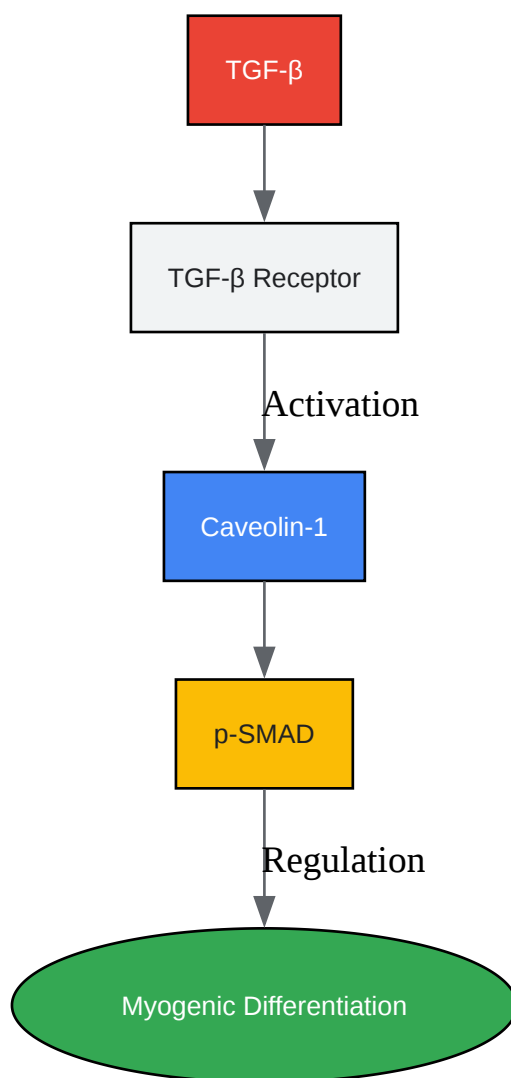 TGF-β
TGF-β Receptor
Activation
Caveolin-1
p-SMAD
Regulation
Myogenic Differentiation